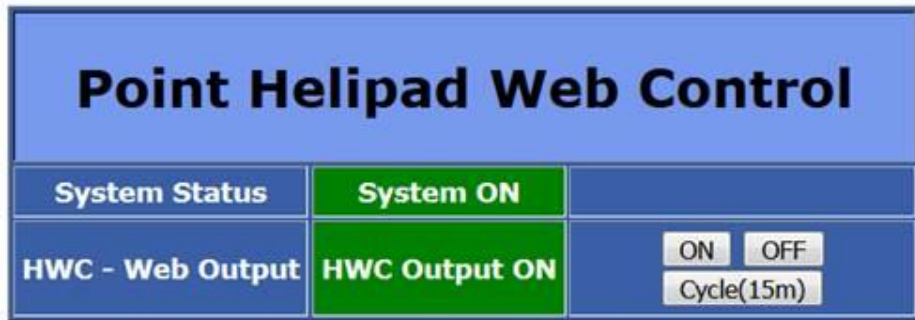 Point Helipad Web Control
System Status System ON
HWC - Web Output HWC Output ON ON OFF
Cycle(15m)